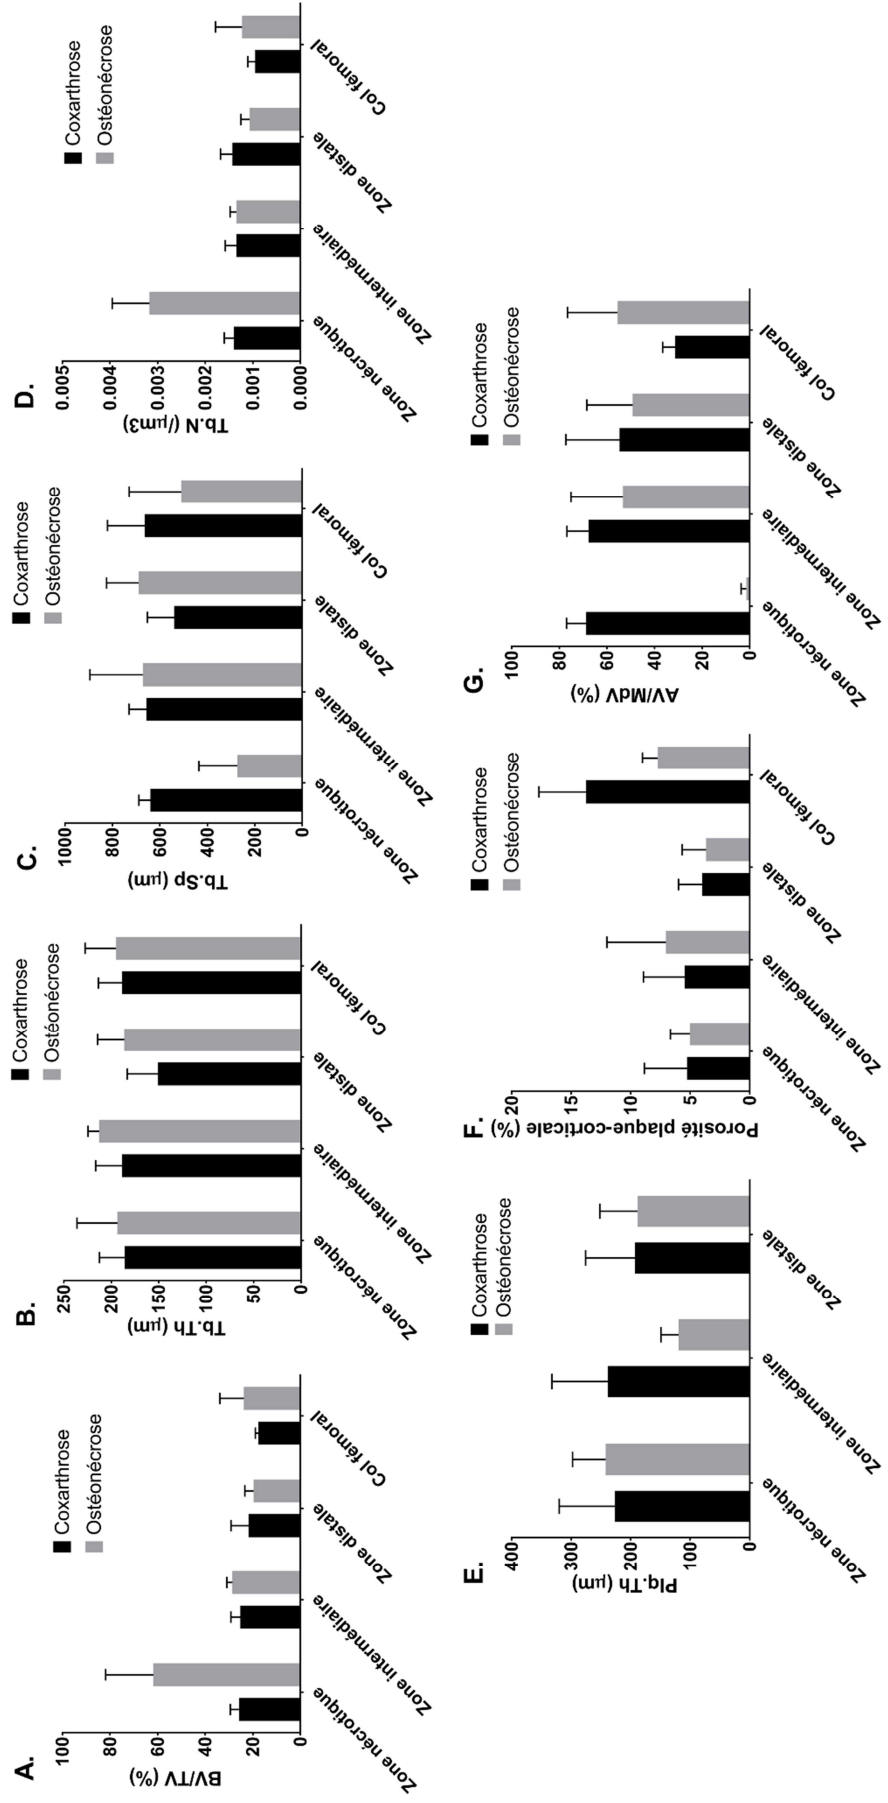 A.
BV/TV (%)
100
80
60
40
20
0
Coxarthrose
Ostéonécrose
Zone nécrotique
Zone intermédiaire
Zone distale
Col fémoral
B.
Tb.Th (µm)
250
200
150
100
50
0
Coxarthrose
Ostéonécrose
Zone nécrotique
Zone intermédiaire
Zone distale
Col fémoral
C.
Tb.Sp (µm)
1000
800
600
400
200
0
Coxarthrose
Ostéonécrose
Zone nécrotique
Zone intermédiaire
Zone distale
Col fémoral
D.
Tb.N (/µm3)
0.005
0.004
0.003
0.002
0.001
0.000
Coxarthrose
Ostéonécrose
Zone nécrotique
Zone intermédiaire
Zone distale
Col fémoral
E.
Plq.Th (µm)
400
300
200
100
0
Coxarthrose
Ostéonécrose
Zone nécrotique
Zone intermédiaire
Zone distale
F.
Porosité plaque-corticale (%)
20
15
10
5
0
Coxarthrose
Ostéonécrose
Zone nécrotique
Zone intermédiaire
Zone distale
Col fémoral
G.
AV/MdV (%)
100
80
60
40
20
0
Coxarthrose
Ostéonécrose
Zone nécrotique
Zone intermédiaire
Zone distale
Col fémoral